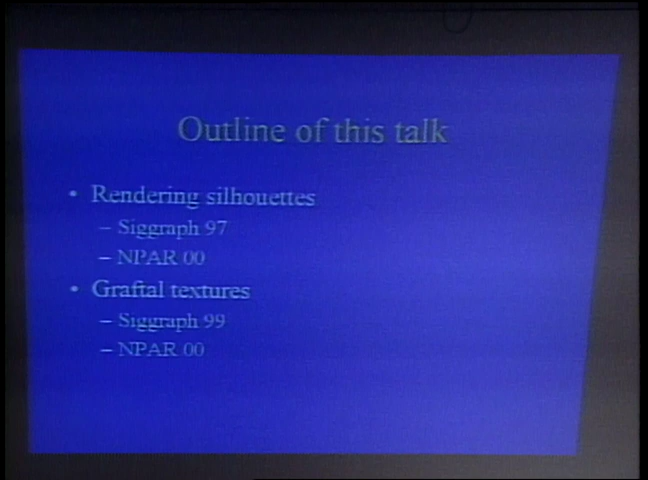 Outline of this talk
• Rendering silhouettes
– Siggraph 97
– NPAR 00
• Graftal textures
– Siggraph 99
– NPAR 00